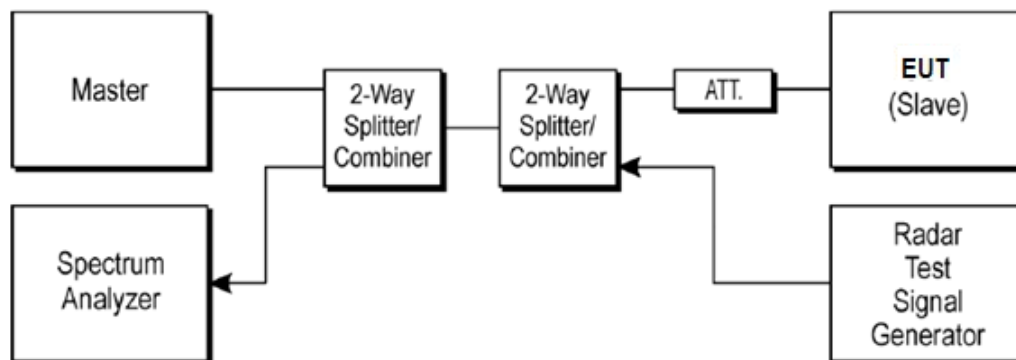 Master
2-Way
Splitter/
Combiner
2-Way
Splitter/
Combiner
ATT.
EUT
(Slave)
Spectrum
Analyzer
Radar
Test
Signal
Generator